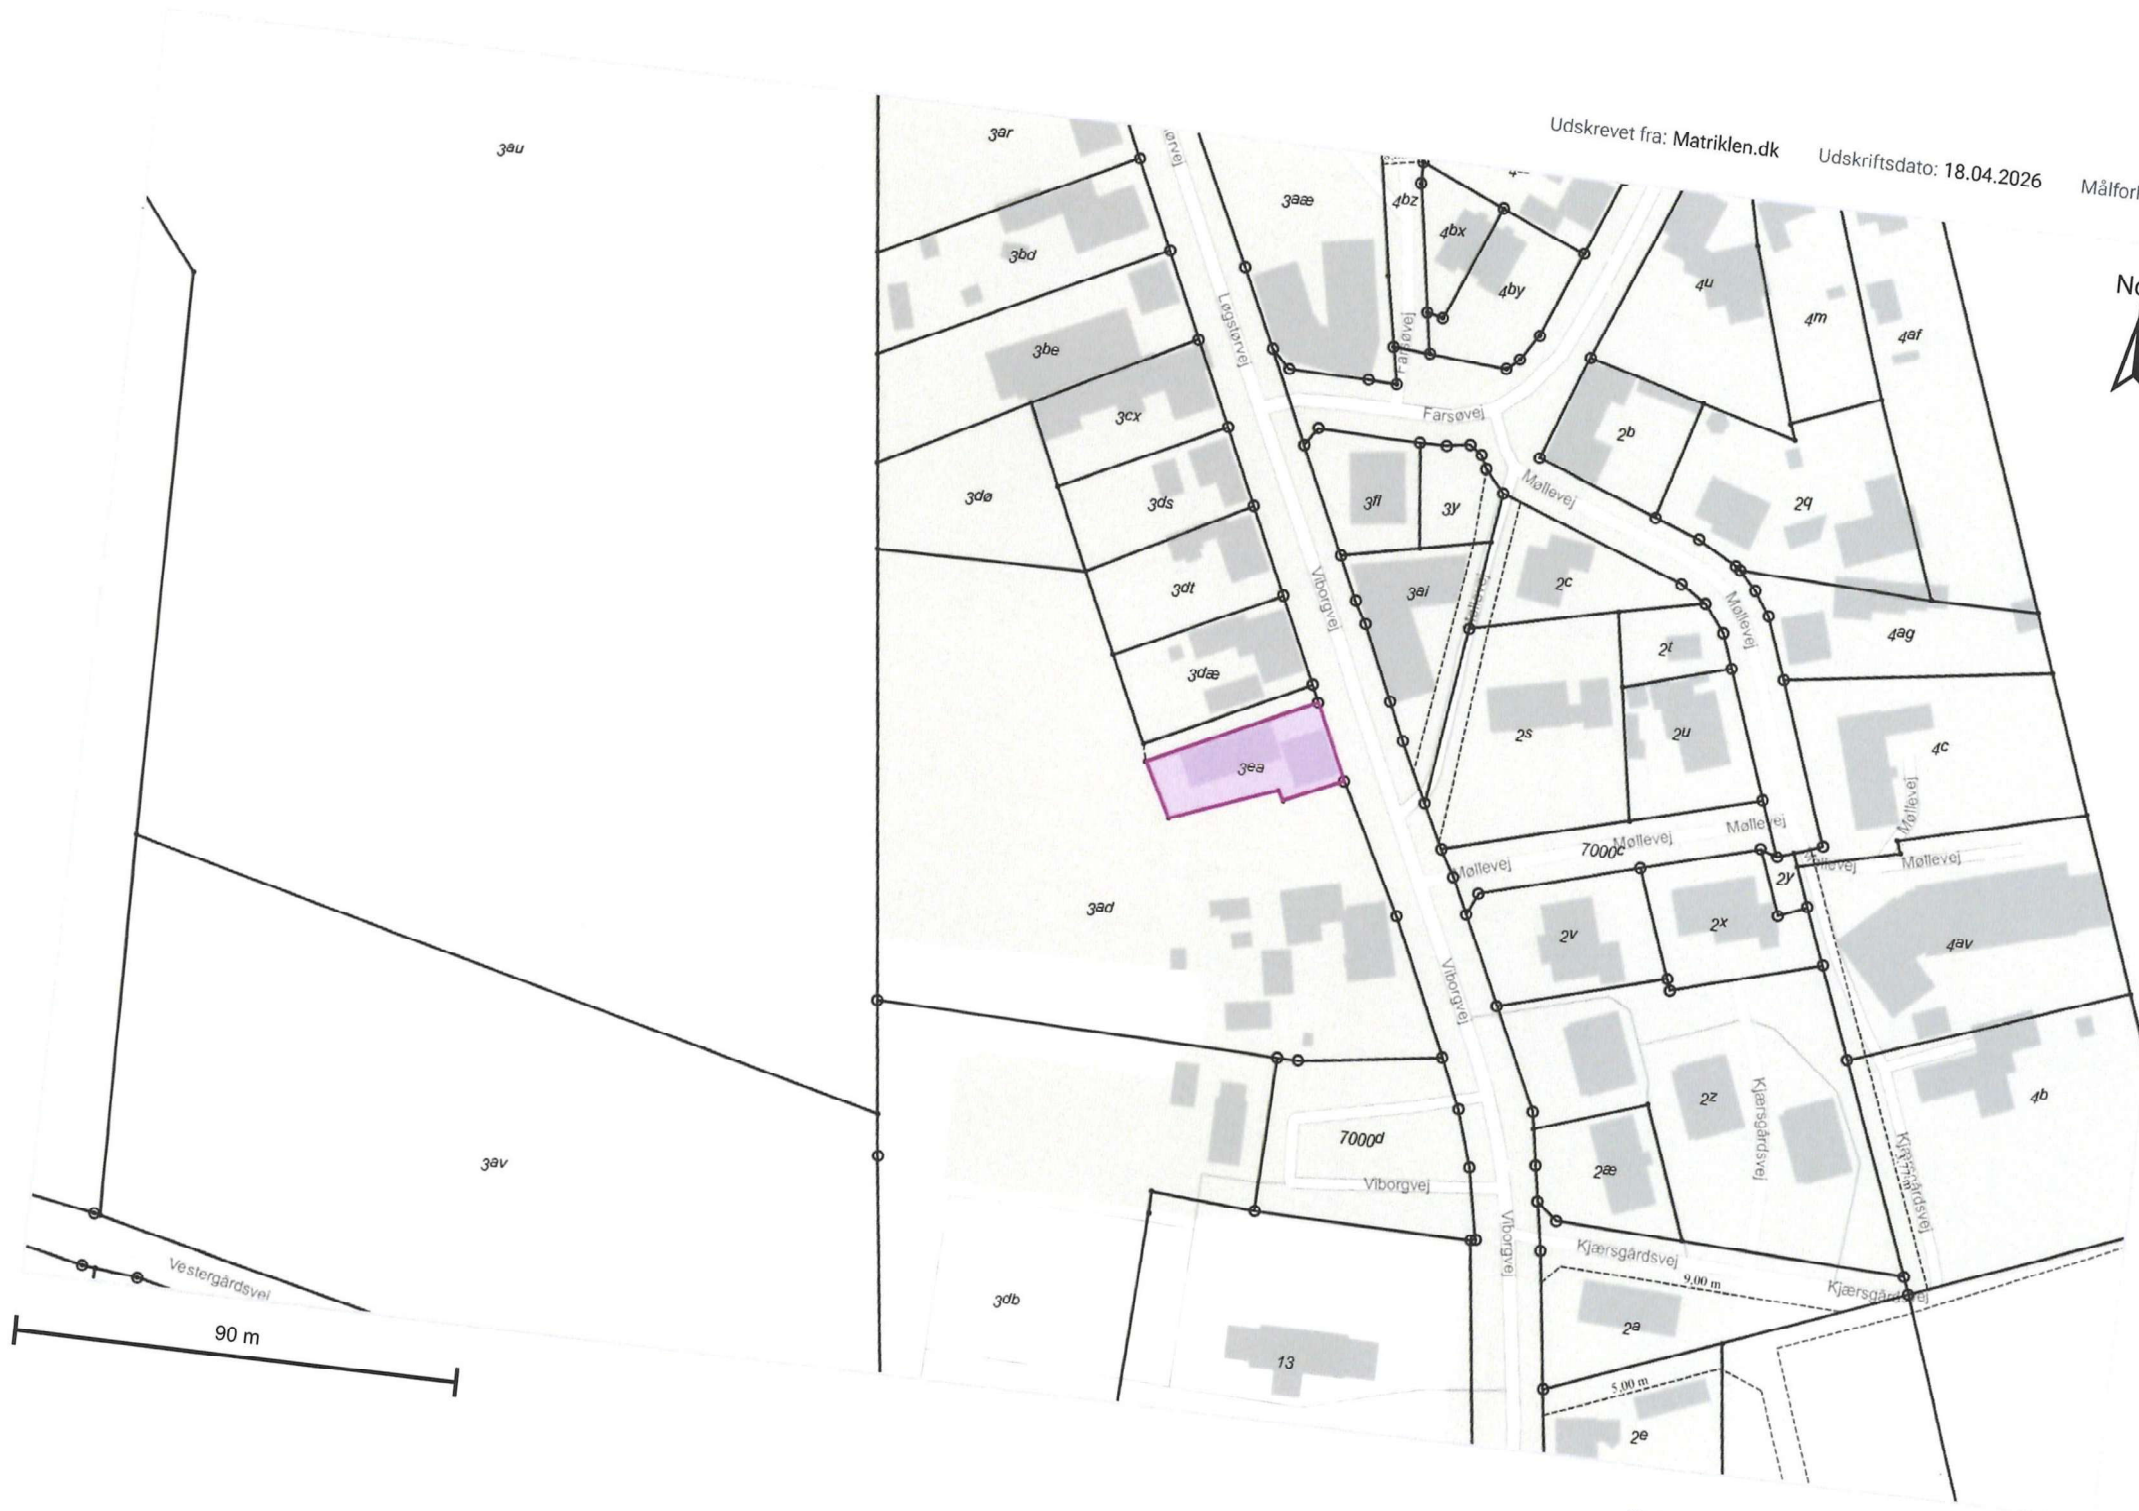 Udskrevet fra: Matriklen.dk
Udskriftsdato: 18.04.2026
3au
3ar
3aæ
4bz
4bx
4by
4u
4m
4af
3bd
3be
Løgstørvej
Farsøvej
Farsøvej
3cx
2b
3dø
3ds
3fl
3y
Møllevej
2q
3dt
Viborgvej
3ai
Møllevej
2c
Møllevej
4ag
3dæ
2t
2s
2u
4c
3ea
Møllevej
Møllevej
Møllevej
7000c
Møllevej
Møllevej
Møllevej
2y
3ad
2v
2x
4av
Viborgvej
2z
4b
Kjærsgårdsvej
7000d
3av
Viborgvej
2æ
Kjærsgårdsvej
Viborgvej
Kjærsgårdsvej
Vestergårdsvej
9,00 m
Kjærsgårdsvej
3db
2a
90 m
13
5,00 m
2e